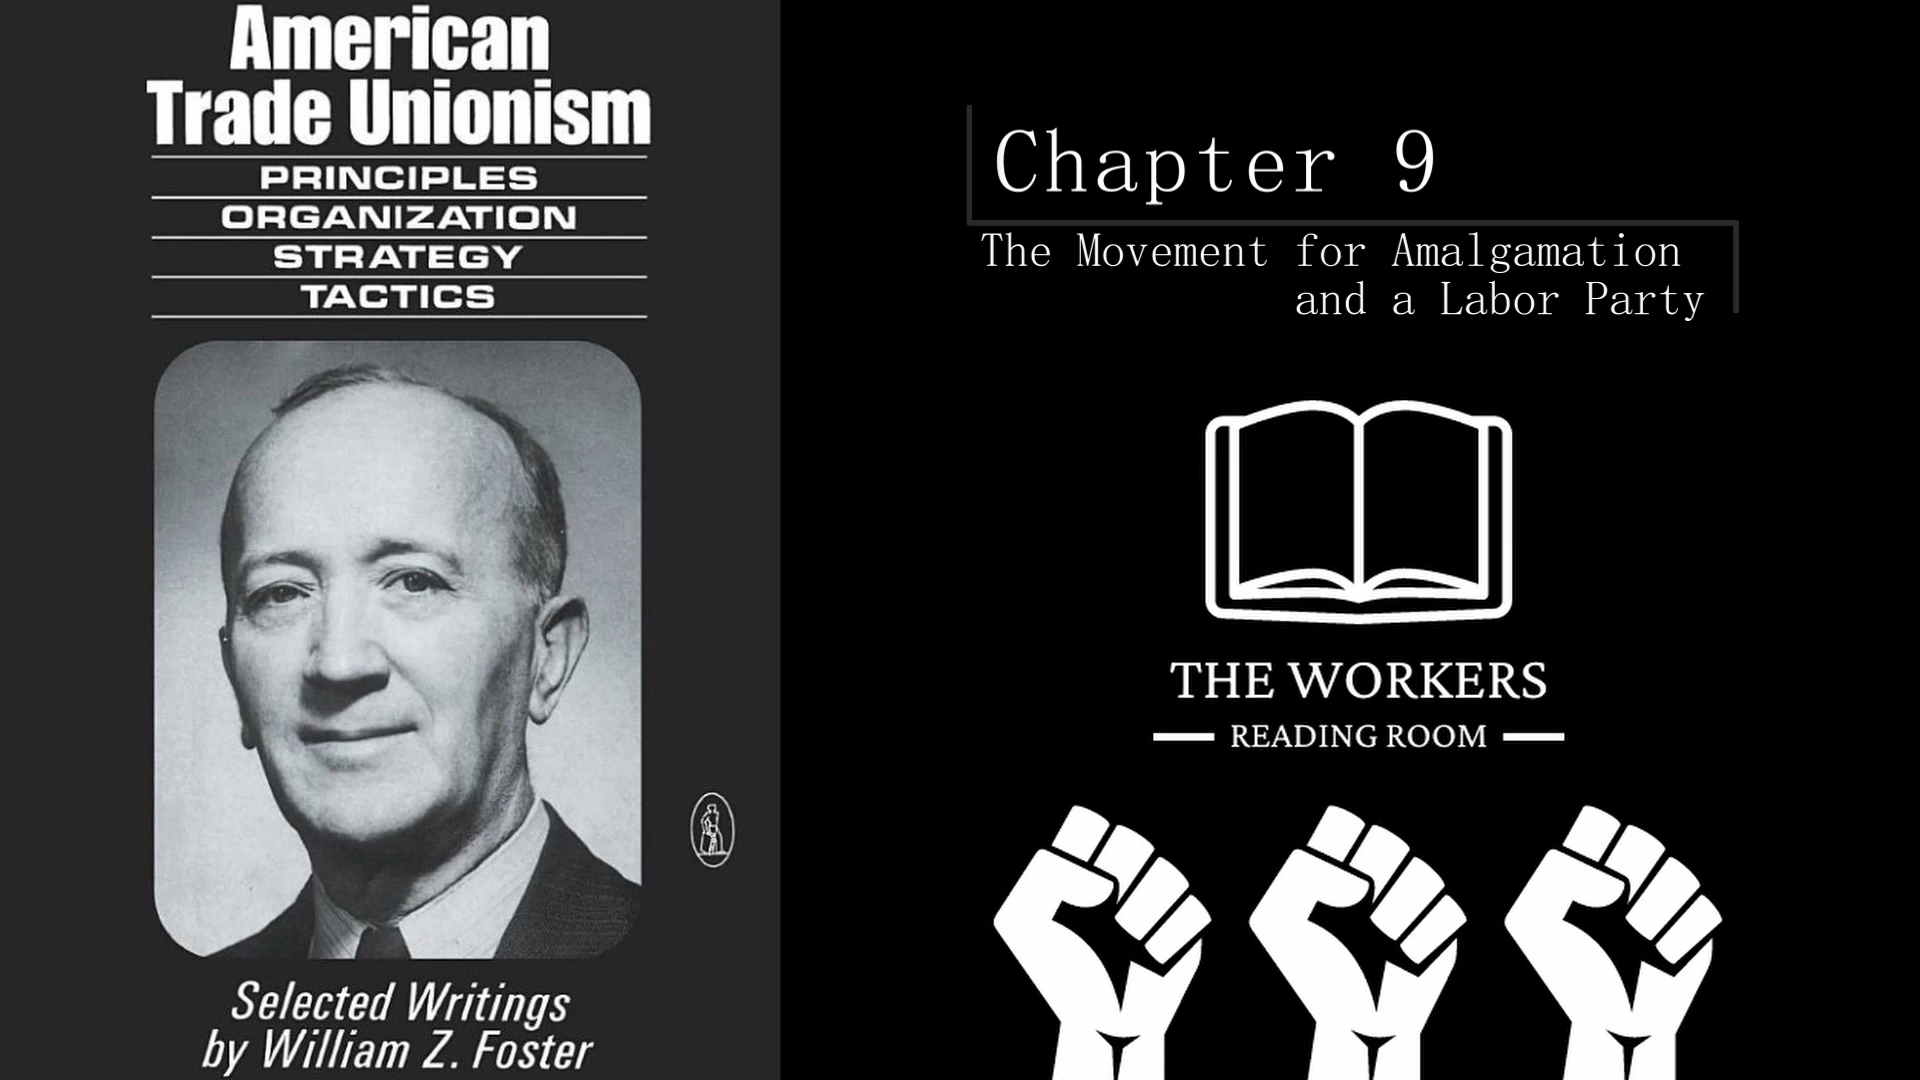 American
Trade Unionism
PRINCIPLES
ORGANIZATION
STRATEGY
TACTICS
Selected Writings
by William Z. Foster
Chapter 9
The Movement for Amalgamation
and a Labor Party
THE WORKERS
READING ROOM